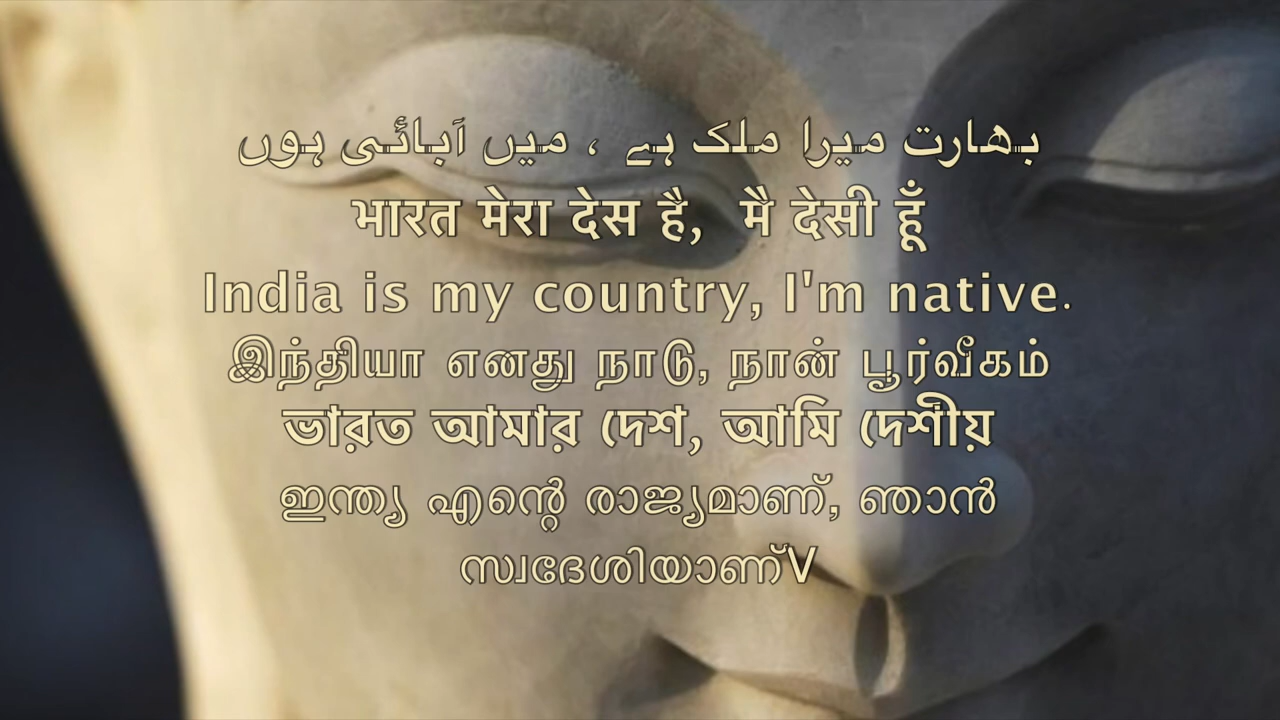 بھارت میرا ملک ہے ، میں آبائی ہوں
भारत मेरा देस है,  मै देसी हूँ
India is my country, I'm native.
இந்தியா எனது நாடு, நான் பூர்வீகம்
ভারত আমার দেশ, আমি দেশীয়
ഇന്ത്യ എന്റെ രാജ്യമാണ്, ഞാൻ
സ്വദേശിയാണ്V